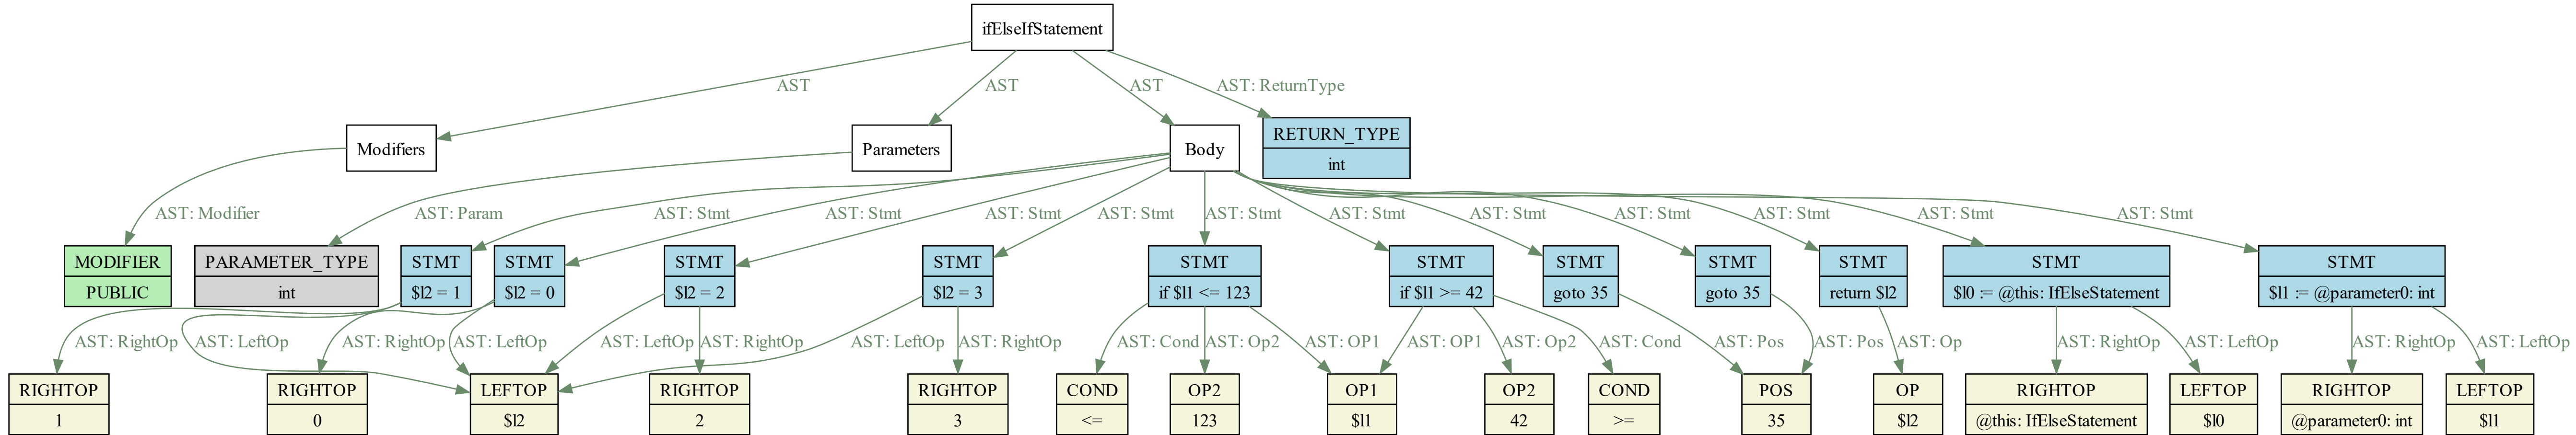 ifElseIfStatement
AST
AST
AST
AST: ReturnType
Modifiers
Parameters
Body
RETURN_TYPE
int
AST: Modifier
AST: Param
AST: Stmt
AST: Stmt
AST: Stmt
AST: Stmt
AST: Stmt
AST: Stmt
AST: Stmt
AST: Stmt
AST: Stmt
AST: Stmt
AST: Stmt
MODIFIER
PUBLIC
PARAMETER_TYPE
int
STMT
$l2 = 1
STMT
$l2 = 0
STMT
$l2 = 2
STMT
$l2 = 3
STMT
if $l1 <= 123
STMT
if $l1 >= 42
STMT
goto 35
STMT
goto 35
STMT
return $l2
STMT
$l0 := @this: IfElseStatement
STMT
$l1 := @parameter0: int
AST: RightOp
AST: LeftOp
AST: RightOp
AST: LeftOp
AST: LeftOp
AST: RightOp
AST: LeftOp
AST: RightOp
AST: Cond
AST: Op2
AST: OP1
AST: OP1
AST: Op2
AST: Cond
AST: Pos
AST: Pos
AST: Op
AST: RightOp
AST: LeftOp
AST: RightOp
AST: LeftOp
RIGHTOP
1
RIGHTOP
0
LEFTOP
$l2
RIGHTOP
2
RIGHTOP
3
COND
<=
OP2
123
OP1
$l1
OP2
42
COND
>=
POS
35
OP
$l2
RIGHTOP
@this: IfElseStatement
LEFTOP
$l0
RIGHTOP
@parameter0: int
LEFTOP
$l1